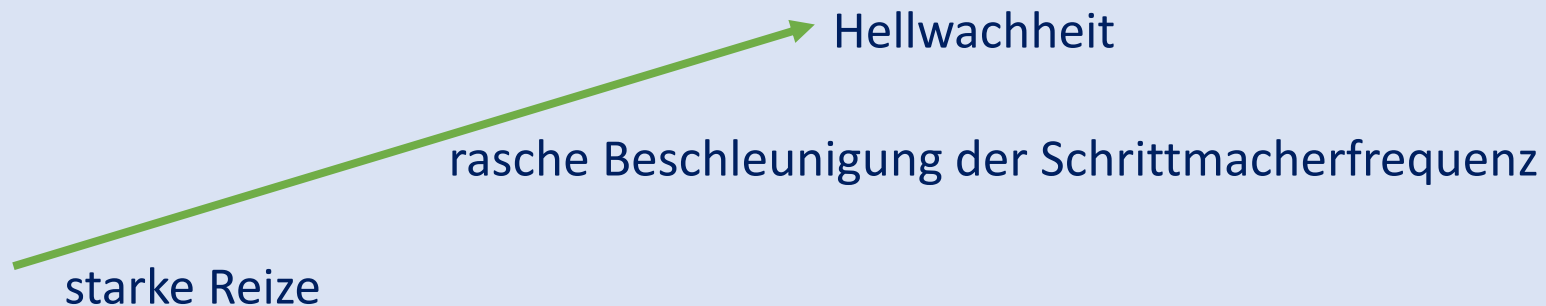 Hellwachheit
rasche Beschleunigung der Schrittmacherfrequenz
starke Reize